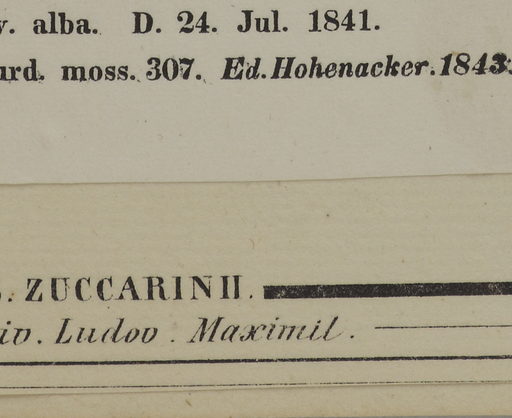 v. alba. D. 24. Jul. 1841.
urd. moss. 307. Ed. Hohenacker. 1843.
. ZUCCARINII.
iv. Ludov. Maximil.